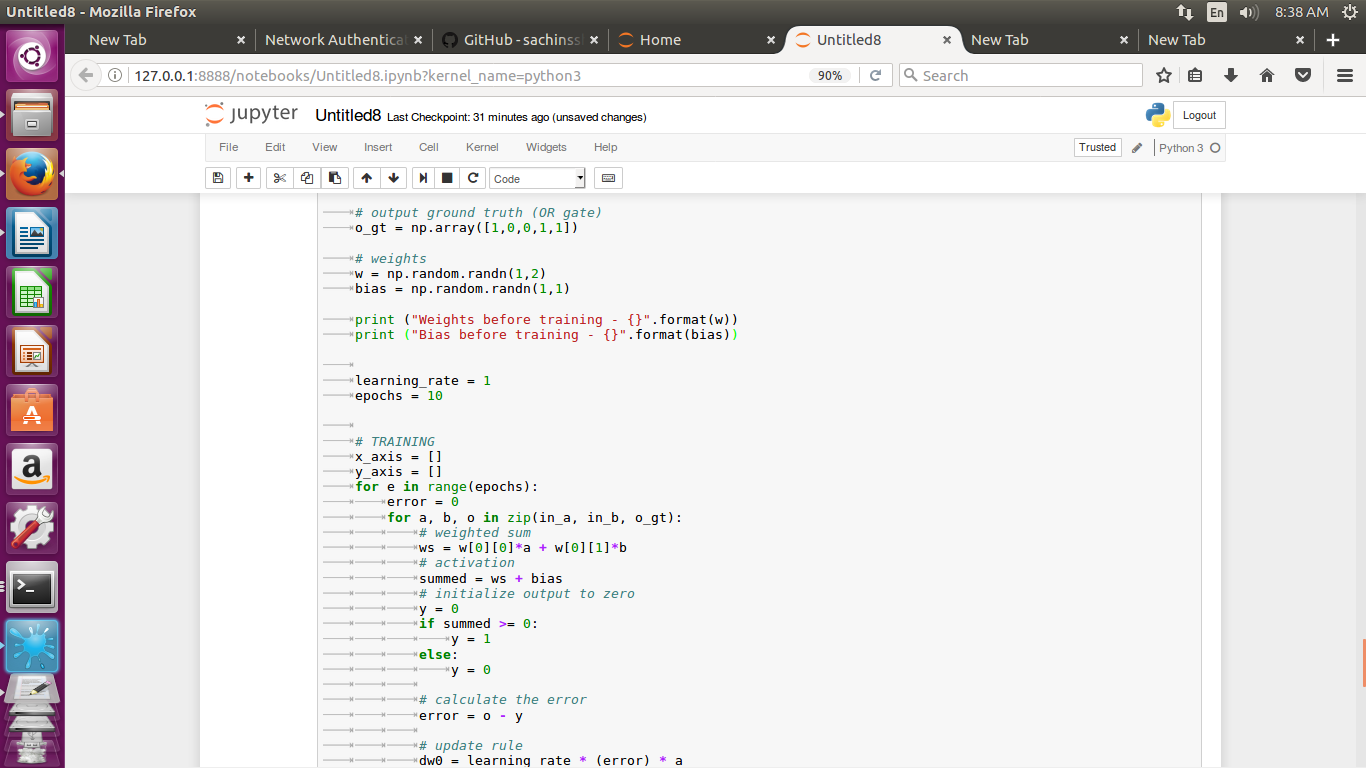 Untitled8 - Mozilla Firefox
En
8:38 AM
New Tab
Network Authentica
GitHub - sachinssl
Home
Untitled8
New Tab
New Tab
127.0.0.1:8888/notebooks/Untitled8.ipynb?kernel_name=python3
90%
Search
jupyter
Untitled8 Last Checkpoint: 31 minutes ago (unsaved changes)
Logout
File Edit View Insert Cell Kernel Widgets Help
Trusted
Python 3
Code
# output ground truth (OR gate)
o_gt = np.array([1,0,0,1,1])
# weights
w = np.random.randn(1,2)
bias = np.random.randn(1,1)
print ("Weights before training - {}".format(w))
print ("Bias before training - {}".format(bias))
learning_rate = 1
epochs = 10
# TRAINING
x_axis = []
y_axis = []
for e in range(epochs):
error = 0
for a, b, o in zip(in_a, in_b, o_gt):
# weighted sum
ws = w[0][0]*a + w[0][1]*b
# activation
summed = ws + bias
# initialize output to zero
y = 0
if summed >= 0:
y = 1
else:
y = 0
# calculate the error
error = o - y
# update rule
dw0 = learning_rate * (error) * a